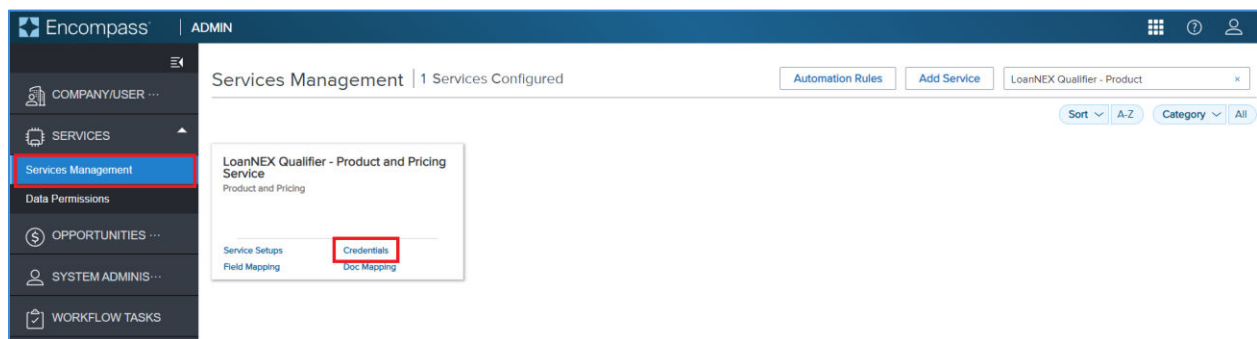 Encompass | ADMIN
COMPANY/USER ···
SERVICES
Services Management
Data Permissions
OPPORTUNITIES ···
SYSTEM ADMINIS···
WORKFLOW TASKS
Services Management | 1 Services Configured
Automation Rules
Add Service
LoanNEX Qualifier - Product
Sort A-Z
Category All
LoanNEX Qualifier - Product and Pricing
Service
Product and Pricing
Service Setups
Credentials
Field Mapping
Doc Mapping